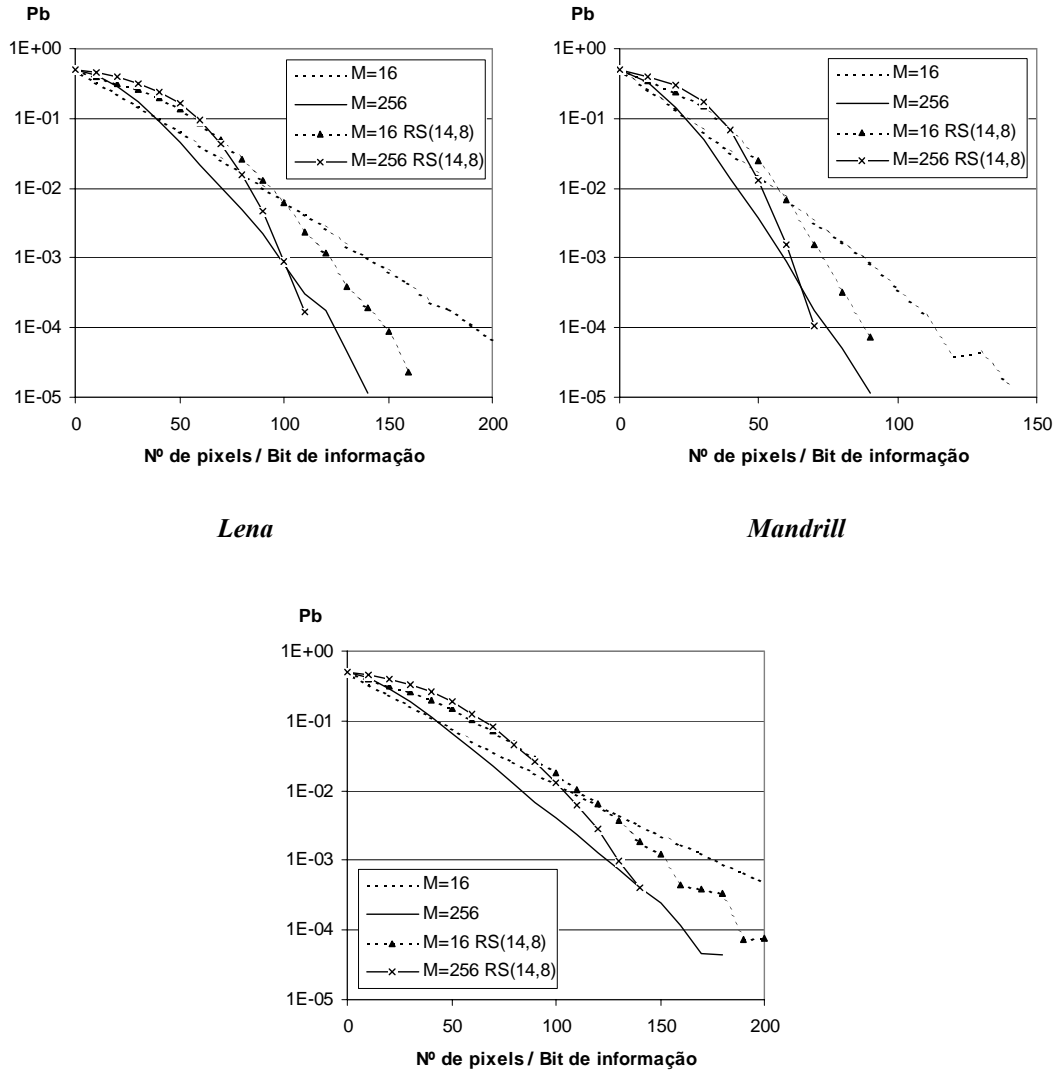 Pb
1E+00
1E-01
1E-02
1E-03
1E-04
1E-05
0
50
100
150
200
M=16
M=256
M=16 RS(14,8)
M=256 RS(14,8)
Nº de pixels / Bit de informação
Lena
Pb
1E+00
1E-01
1E-02
1E-03
1E-04
1E-05
0
50
100
150
M=16
M=256
M=16 RS(14,8)
M=256 RS(14,8)
Nº de pixels / Bit de informação
Mandrill
Pb
1E+00
1E-01
1E-02
1E-03
1E-04
1E-05
0
50
100
150
200
M=16
M=256
M=16 RS(14,8)
M=256 RS(14,8)
Nº de pixels / Bit de informação